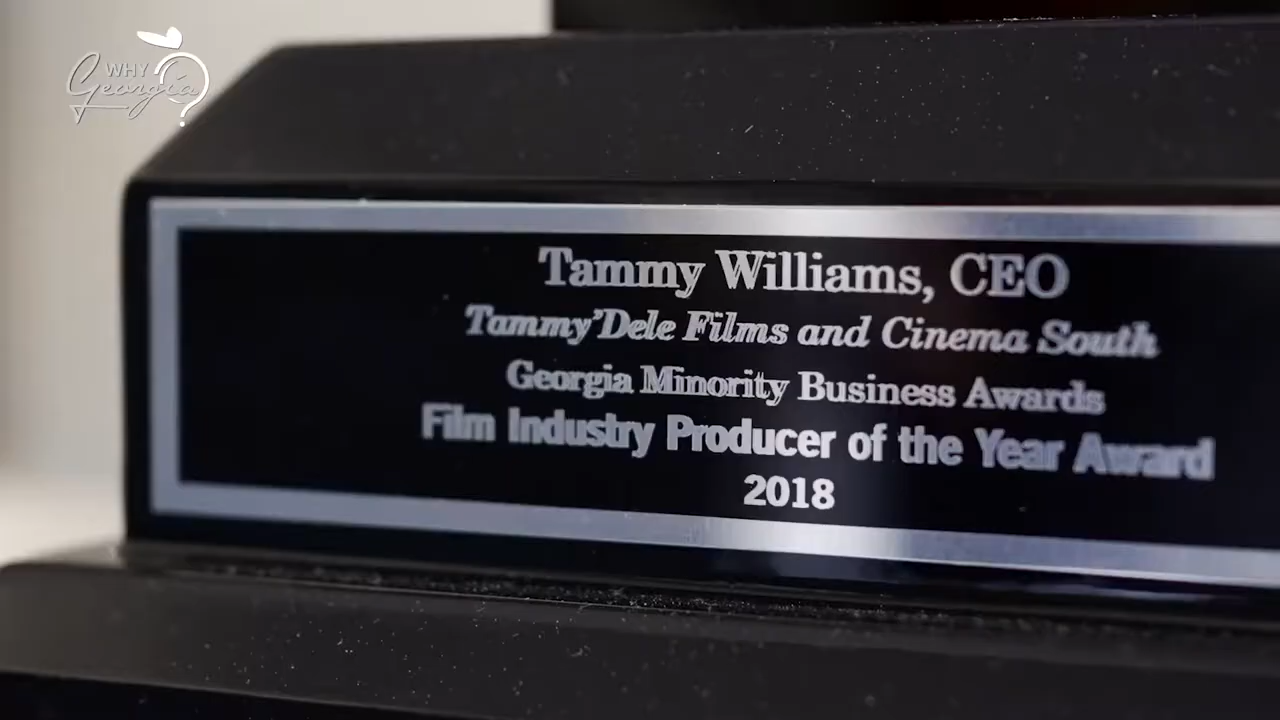 WHY
Georgia
Tammy Williams, CEO
Tammy'Dele Films and Cinema South
Georgia Minority Business Awards
Film Industry Producer of the Year Award
2018